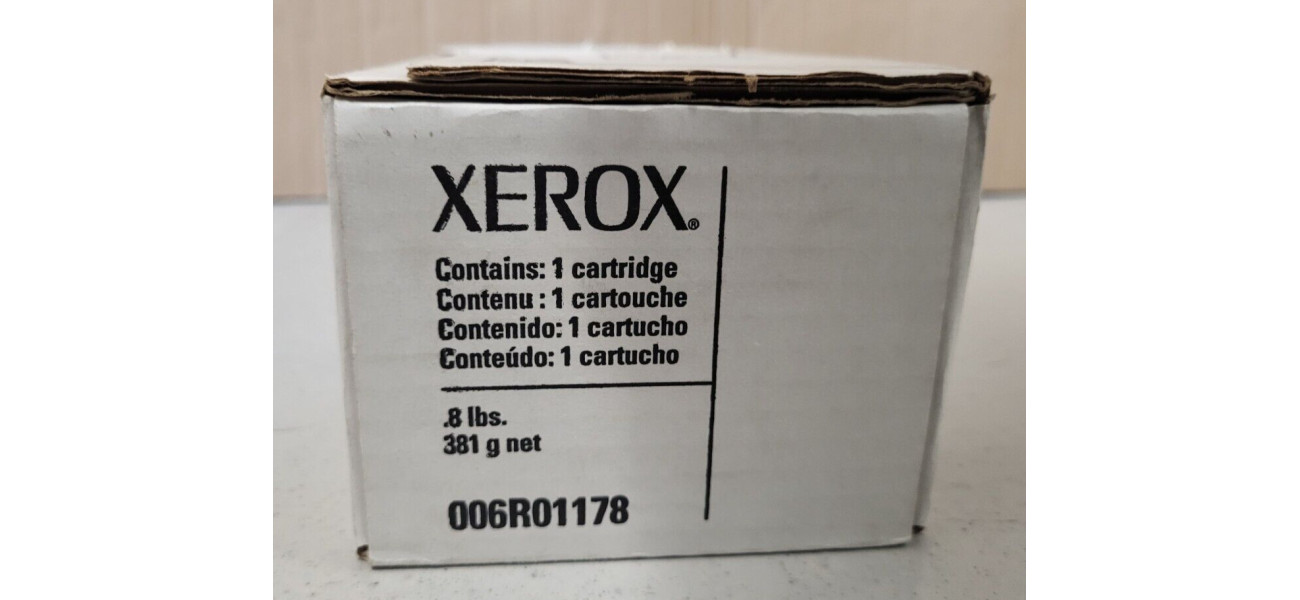 XEROX®
Contains: 1 cartridge
Contenu : 1 cartouche
Contenido: 1 cartucho
Conteúdo: 1 cartucho
.8 lbs.
381 g net
006R01178